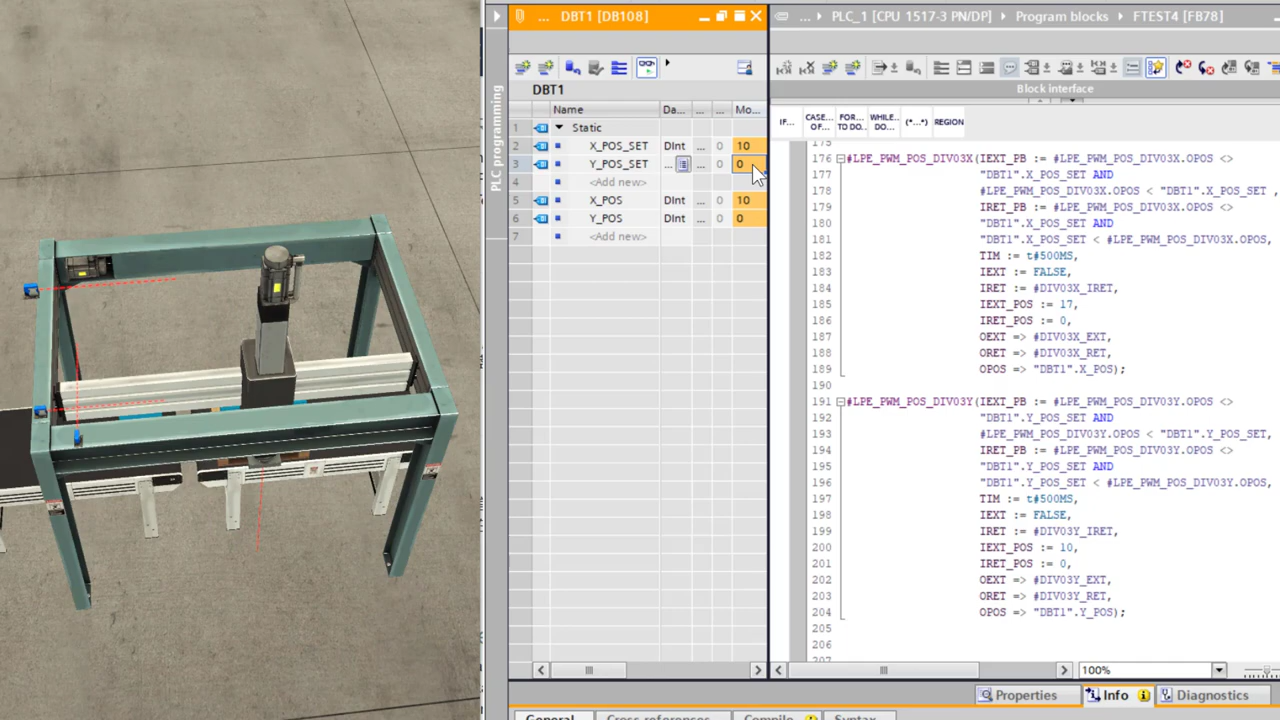 ... DBT1 [DB108]
... PLC_1 [CPU 1517-3 PN/DP] Program blocks FTEST4 [FB78]
PLC programming
Block interface
DBT1
Name Da... ... ... Mo...
1 Static
2 X_POS_SET DInt ... 0 10
3 Y_POS_SET ... ... 0 0
4 <Add new>
5 X_POS DInt ... 0 10
6 Y_POS DInt ... 0 0
7 <Add new>
IF... CASE... OF... FOR... TO DO... WHILE... DO... (*...*) REGION
175
176 #LPE_PWM_POS_DIV03X(IEXT_PB := #LPE_PWM_POS_DIV03X.OPOS <>
177 "DBT1".X_POS_SET AND
178 #LPE_PWM_POS_DIV03X.OPOS < "DBT1".X_POS_SET ,
179 IRET_PB := #LPE_PWM_POS_DIV03X.OPOS <>
180 "DBT1".X_POS_SET AND
181 "DBT1".X_POS_SET < #LPE_PWM_POS_DIV03X.OPOS,
182 TIM := t#500MS,
183 IEXT := FALSE,
184 IRET := #DIV03X_IRET,
185 IEXT_POS := 17,
186 IRET_POS := 0,
187 OEXT => #DIV03X_EXT,
188 ORET => #DIV03X_RET,
189 OPOS => "DBT1".X_POS);
190
191 #LPE_PWM_POS_DIV03Y(IEXT_PB := #LPE_PWM_POS_DIV03Y.OPOS <>
192 "DBT1".Y_POS_SET AND
193 #LPE_PWM_POS_DIV03Y.OPOS < "DBT1".Y_POS_SET,
194 IRET_PB := #LPE_PWM_POS_DIV03Y.OPOS <>
195 "DBT1".Y_POS_SET AND
196 "DBT1".Y_POS_SET < #LPE_PWM_POS_DIV03Y.OPOS,
197 TIM := t#500MS,
198 IEXT := FALSE,
199 IRET := #DIV03Y_IRET,
200 IEXT_POS := 10,
201 IRET_POS := 0,
202 OEXT => #DIV03Y_EXT,
203 ORET => #DIV03Y_RET,
204 OPOS => "DBT1".Y_POS);
205
206
207
100%
Properties Info Diagnostics
General Cross-references Compile Syntax